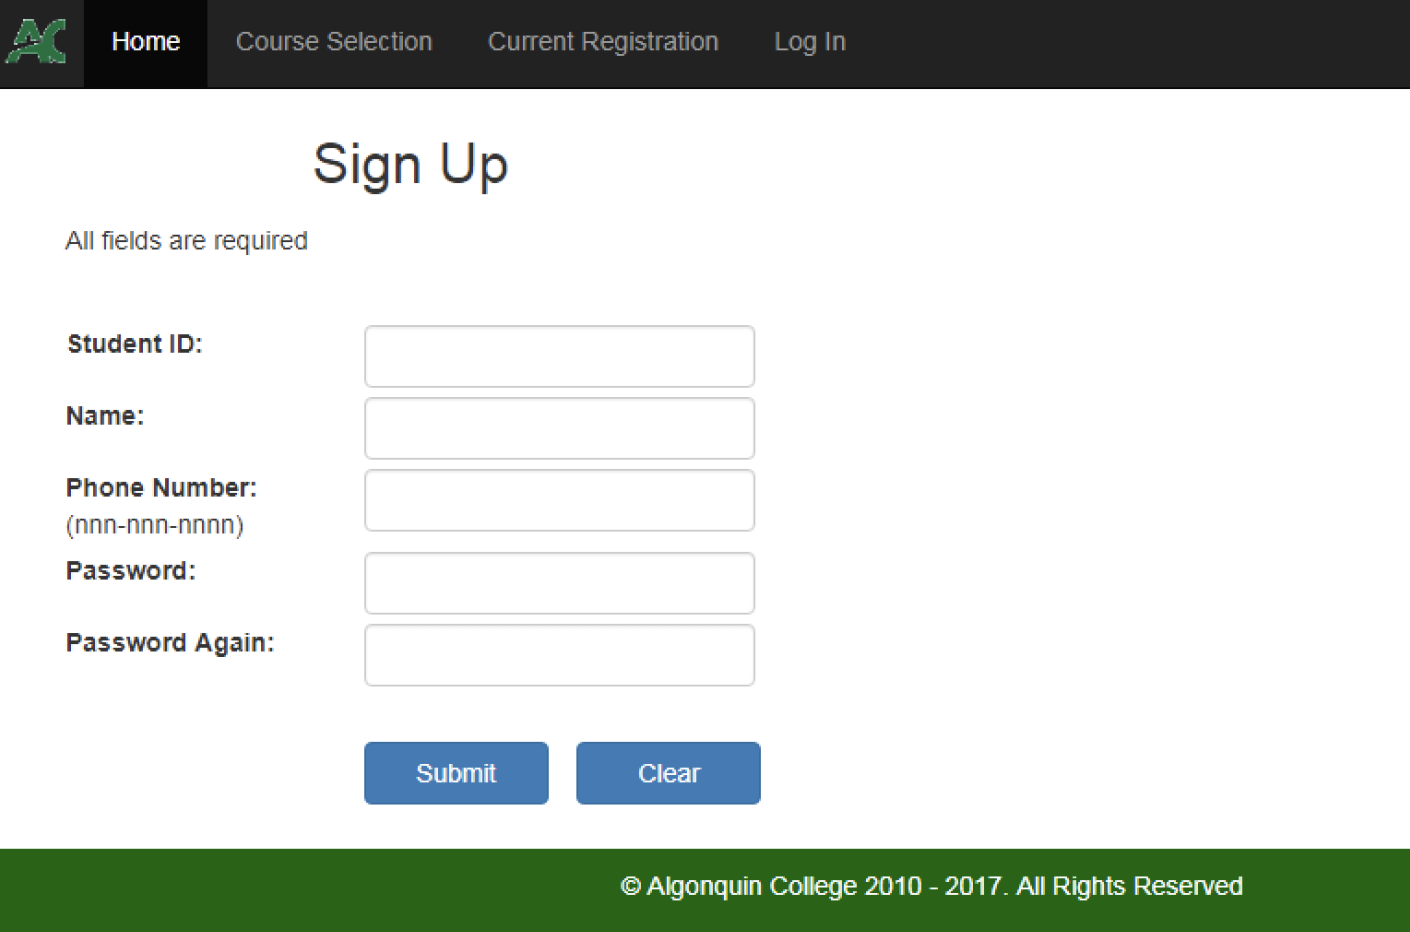 AC
Home Course Selection Current Registration Log In
Sign Up
All fields are required
Student ID:
Name:
Phone Number:
(nnn-nnn-nnnn)
Password:
Password Again:
Submit Clear
© Algonquin College 2010 - 2017. All Rights Reserved